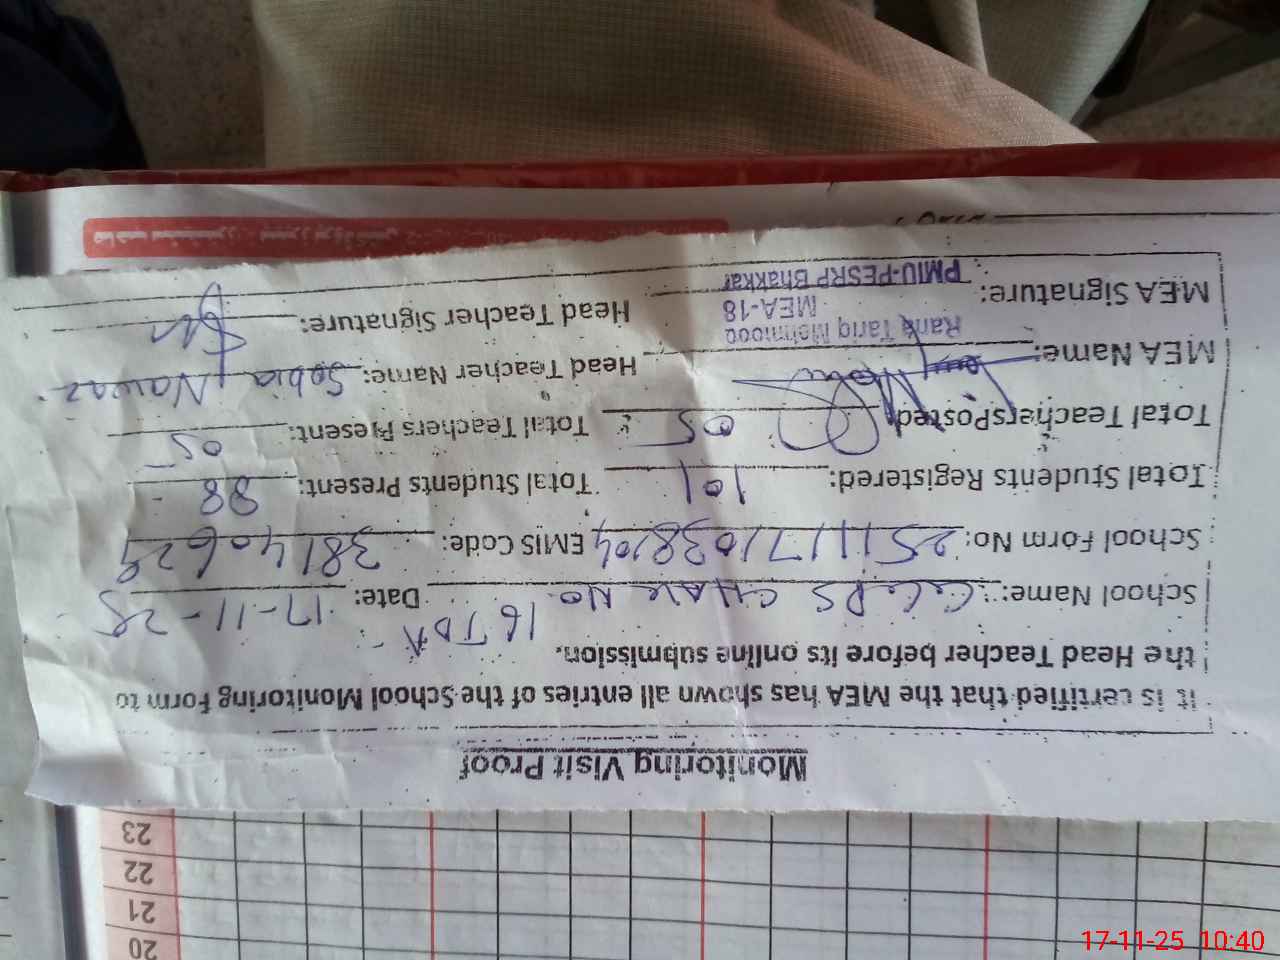 Monitoring Visit Proof
It is certified that the MEA has shown all entries of the School Monitoring Form to
the Head Teacher before its online submission.
School Name: GGPS CHAK No. 16 TDA Date: 17-11-25
School Form No: EMIS Code: 38140629
Total Students Registered: 101 Total Students Present: 88
Total Teachers Posted: 05 Total Teachers Present: 05
MEA Name: Head Teacher Name: Sobia Nawaz
Rana Tariq Mehmood
MEA-18
MEA Signature: Head Teacher Signature:
PMIU-PESRP Bhakkar
23
22
21
20
17-11-25 10:40